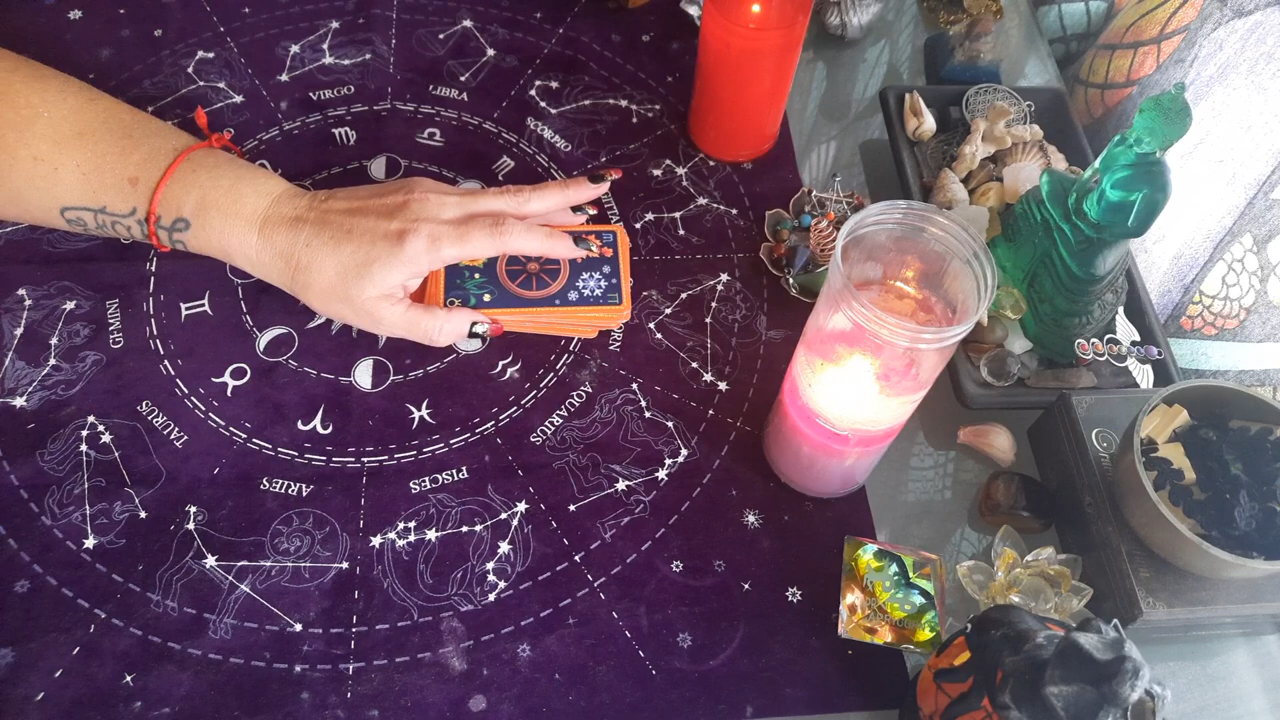 VIRGO
LIBRA
SCORPIO
GEMINI
TAURUS
ARIES
PISCES
AQUARIUS